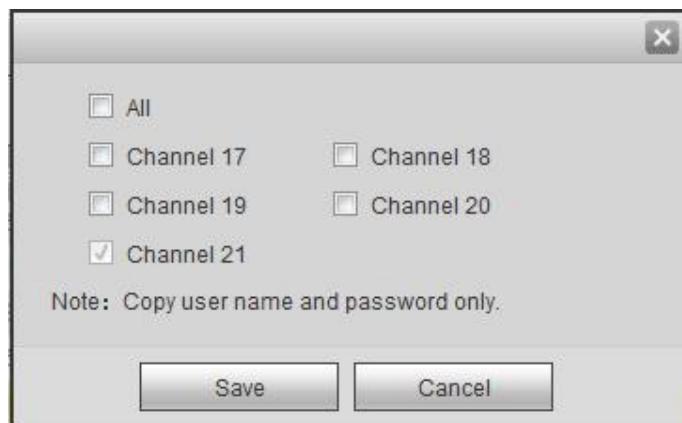 All
Channel 17 Channel 18
Channel 19 Channel 20
Channel 21
Note： Copy user name and password only.
Save Cancel